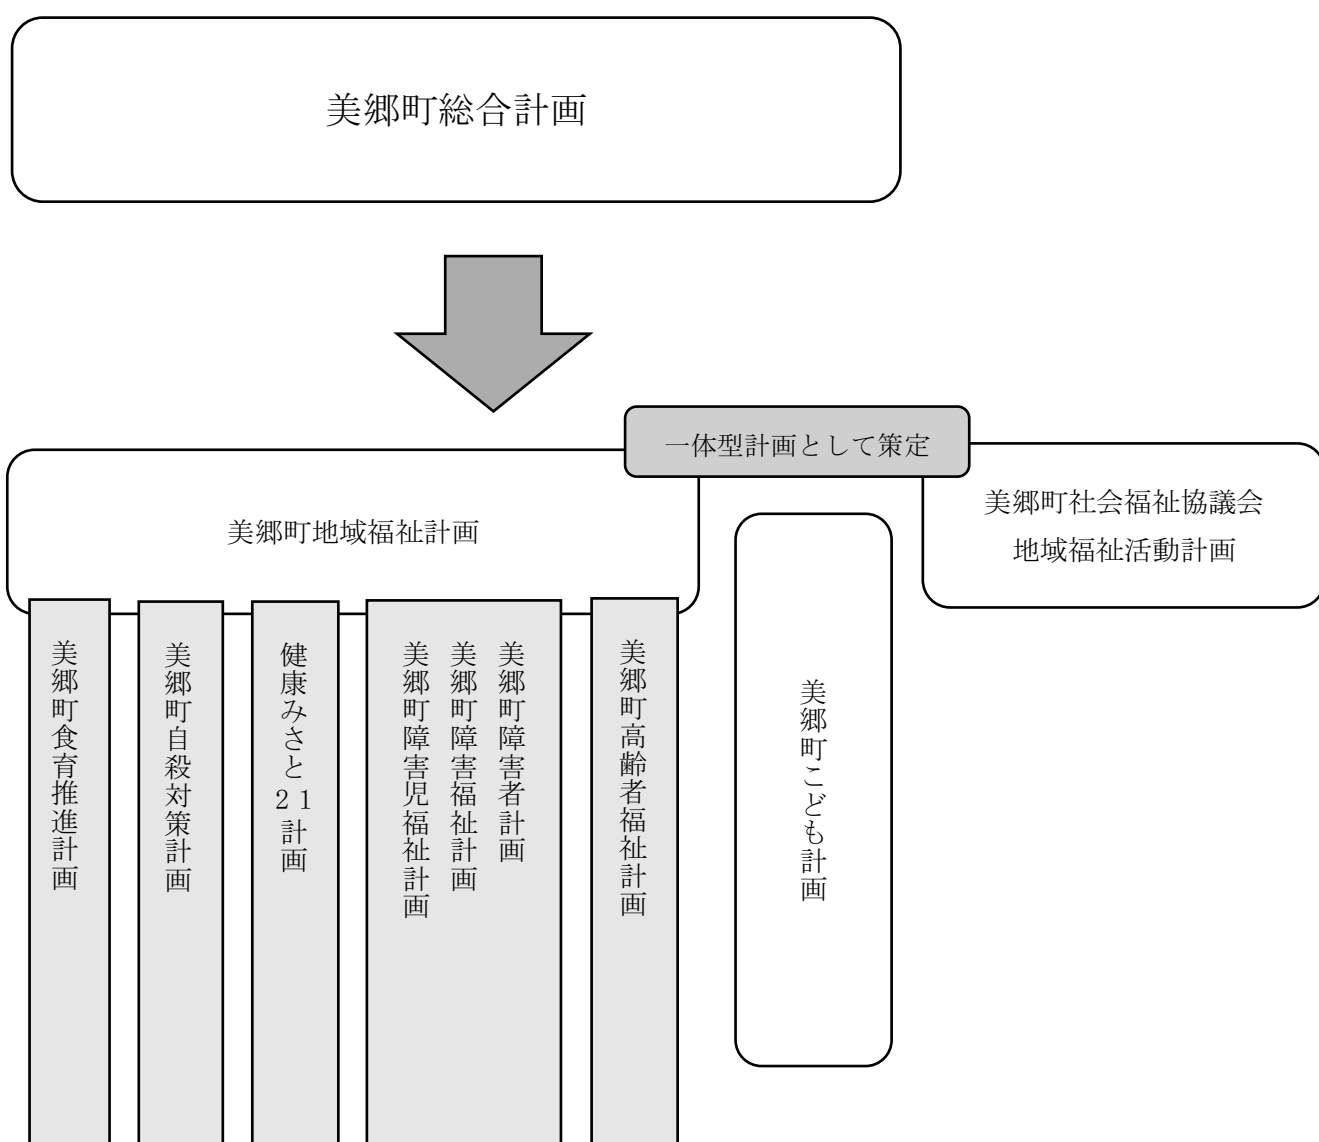 美郷町総合計画
一体型計画として策定
美郷町地域福祉計画
美郷町社会福祉協議会
地域福祉活動計画
美郷町こども計画
美郷町高齢者福祉計画
美郷町障害者計画
美郷町障害福祉計画
美郷町障害児福祉計画
健康みさと21計画
美郷町自殺対策計画
美郷町食育推進計画